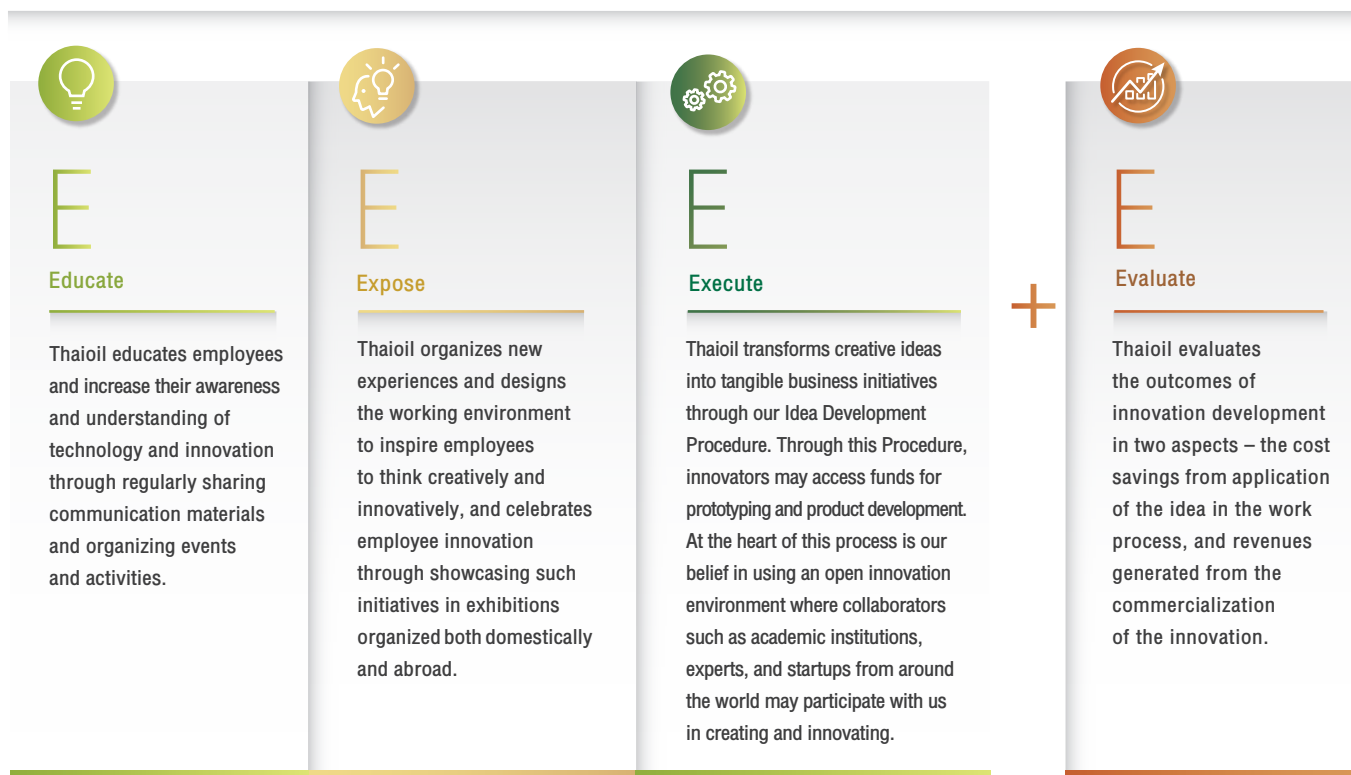 E
Educate
Thaioil educates employees
and increase their awareness
and understanding of
technology and innovation
through regularly sharing
communication materials
and organizing events
and activities.
E
Expose
Thaioil organizes new
experiences and designs
the working environment
to inspire employees
to think creatively and
innovatively, and celebrates
employee innovation
through showcasing such
initiatives in exhibitions
organized both domestically
and abroad.
E
Execute
Thaioil transforms creative ideas
into tangible business initiatives
through our Idea Development
Procedure. Through this Procedure,
innovators may access funds for
prototyping and product development.
At the heart of this process is our
belief in using an open innovation
environment where collaborators
such as academic institutions,
experts, and startups from around
the world may participate with us
in creating and innovating.
+
E
Evaluate
Thaioil evaluates
the outcomes of
innovation development
in two aspects – the cost
savings from application
of the idea in the work
process, and revenues
generated from the
commercialization
of the innovation.